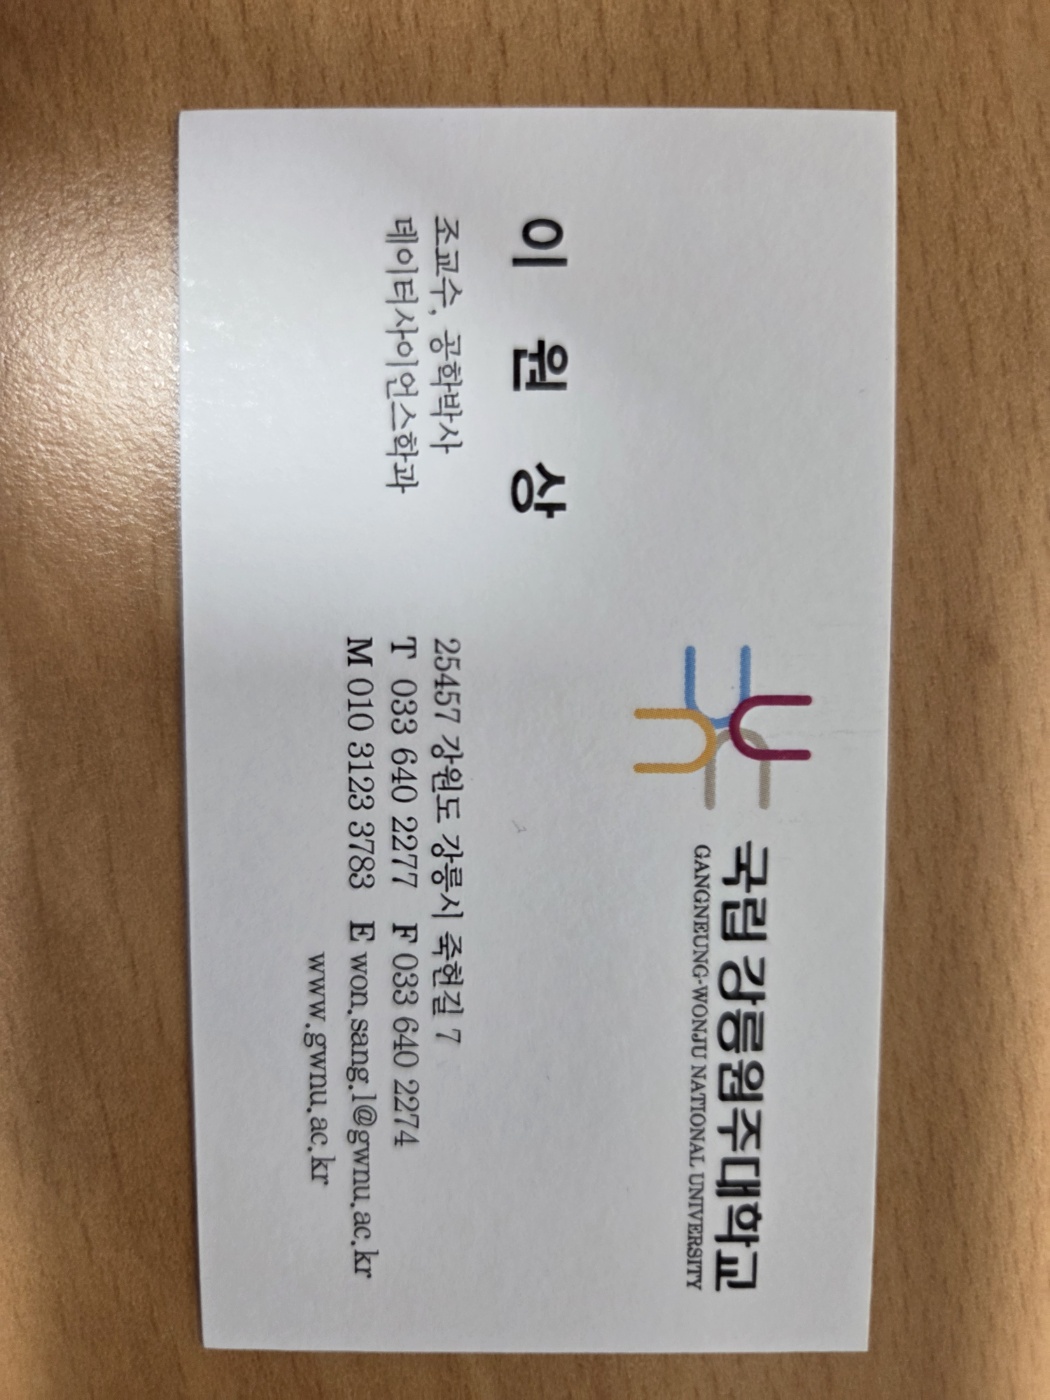 국립강릉원주대학교
GANGNEUNG-WONJU NATIONAL UNIVERSITY
이 원 상
조교수, 공학박사
데이터사이언스학과
25457 강원도 강릉시 죽헌길 7
T 033 640 2277 F 033 640 2274
M 010 3123 3783 E won.sang.l@gwnu.ac.kr
www.gwnu.ac.kr